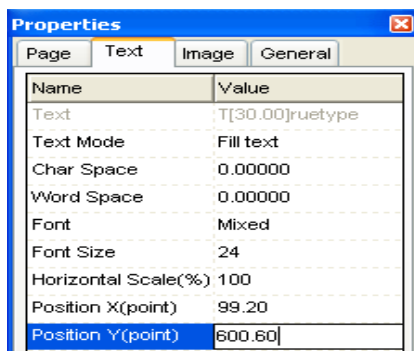 Properties
Page Text Image General
Name Value
Text T[30.00]ruetype
Text Mode Fill text
Char Space 0.00000
Word Space 0.00000
Font Mixed
Font Size 24
Horizontal Scale(%) 100
Position X(point) 99.20
Position Y(point) 600.60